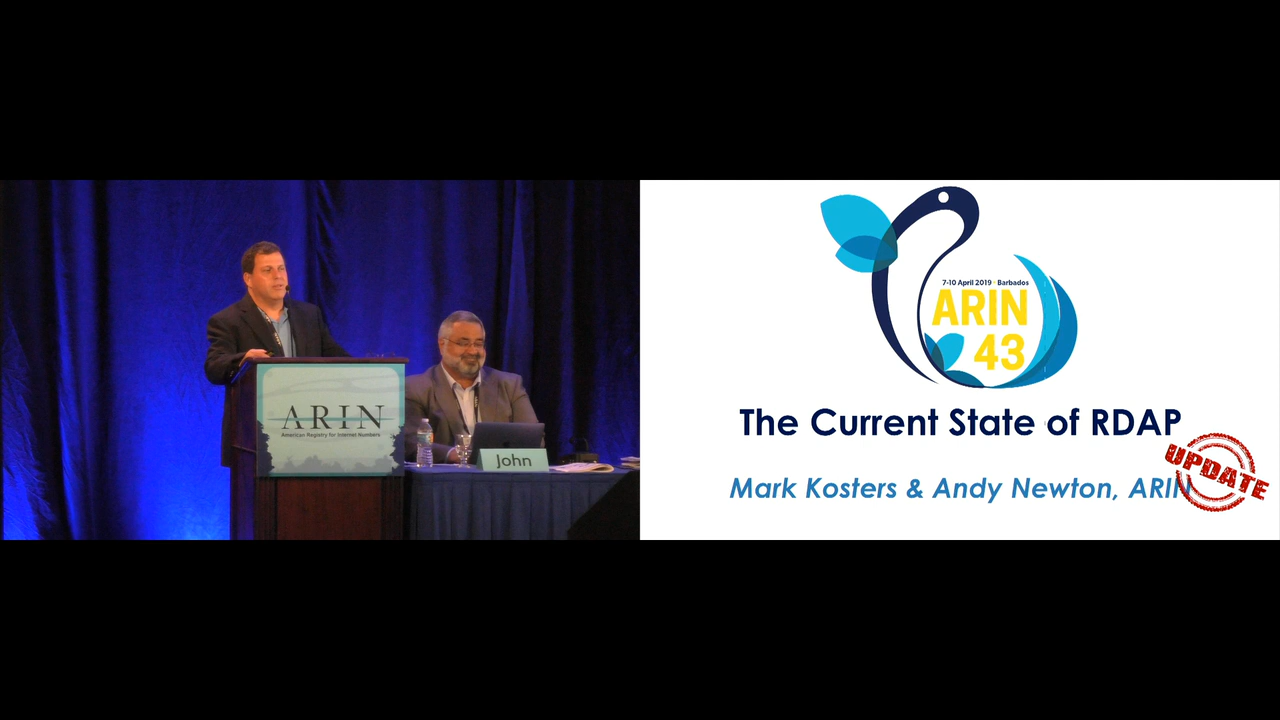 ARIN
American Registry for Internet Numbers
John
7-10 April 2019 · Barbados
ARIN
43
The Current State of RDAP
Mark Kosters & Andy Newton, ARIN
UPDATE